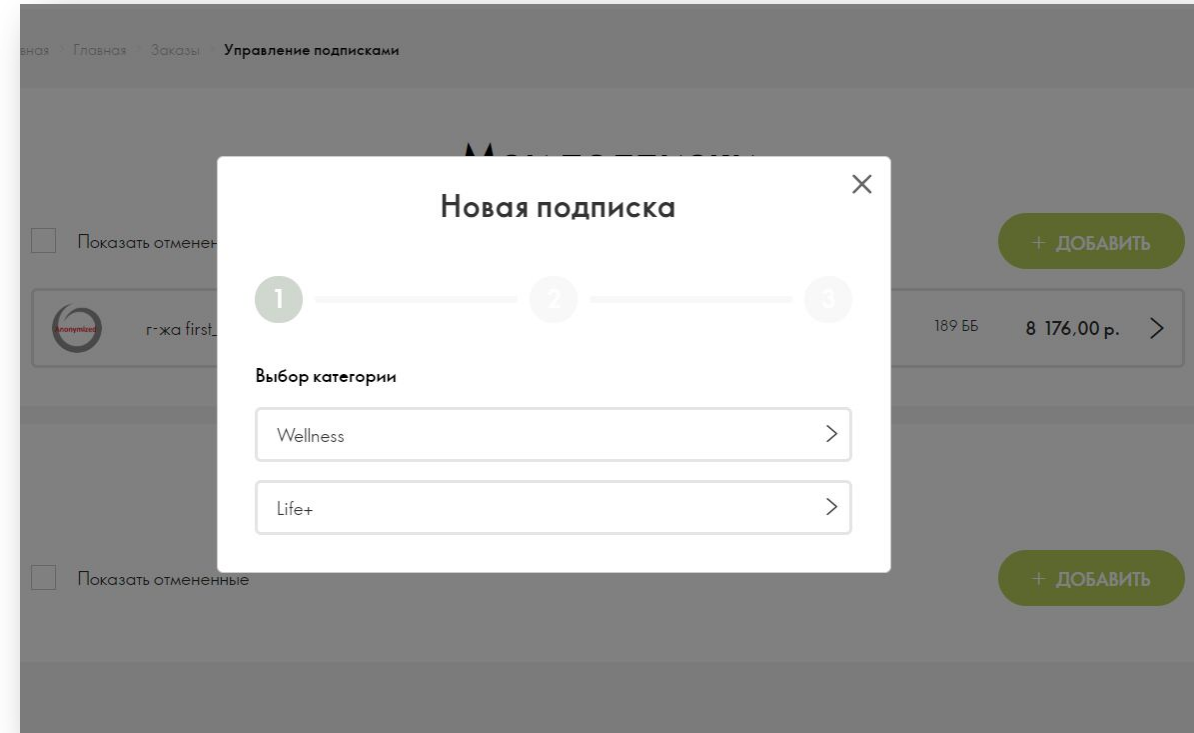 Главная Заказы Управление подписками
Новая подписка
Показать
+ ДОБАВИТЬ
1
2
3
Anonymized
г-жа first_
189 ББ
8 176,00 р.
Выбор категории
Wellness
Life+
Показать отмененные
+ ДОБАВИТЬ